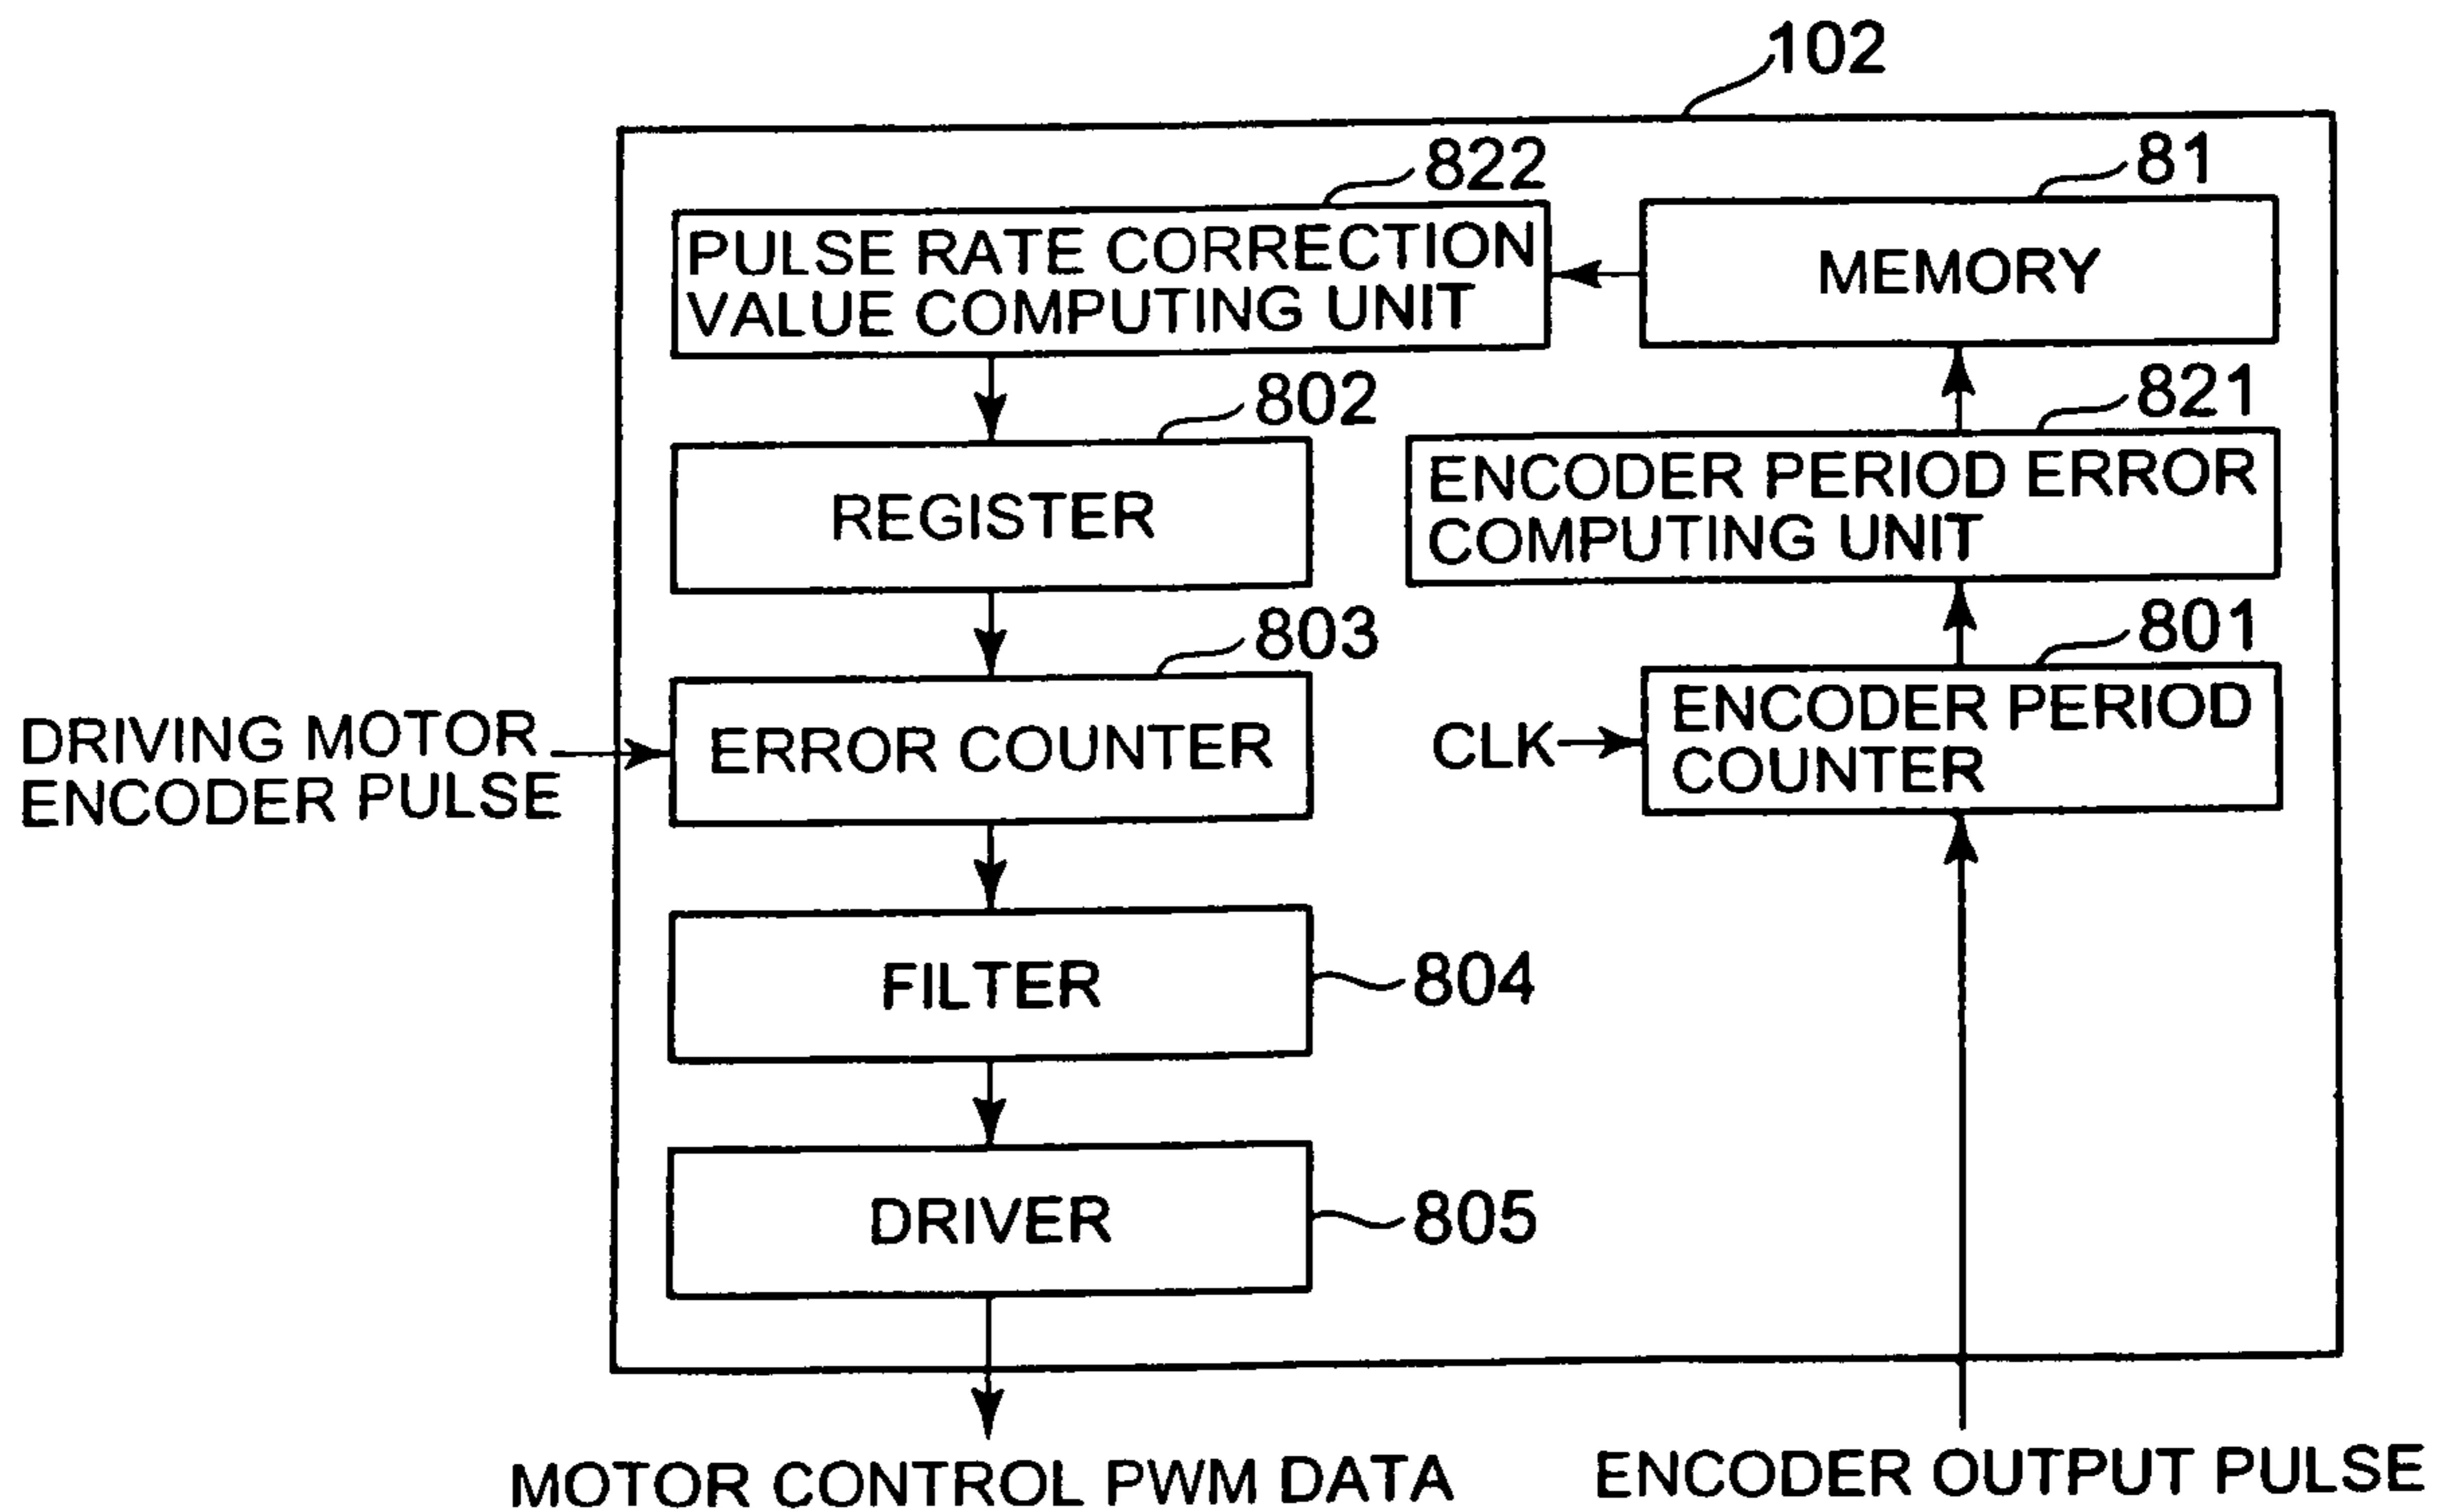 102
822
81
PULSE RATE CORRECTION
VALUE COMPUTING UNIT
MEMORY
802
821
REGISTER
ENCODER PERIOD ERROR
COMPUTING UNIT
803
801
DRIVING MOTOR
ENCODER PULSE
ERROR COUNTER
CLK
ENCODER PERIOD
COUNTER
FILTER
804
DRIVER
805
MOTOR CONTROL PWM DATA
ENCODER OUTPUT PULSE